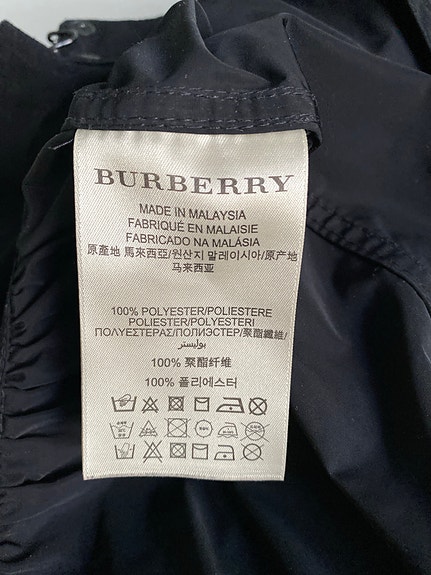 BURBERRY
MADE IN MALAYSIA
FABRIQUÉ EN MALAISIE
FABRICADO NA MALÁSIA
原產地 馬來西亞/원산지 말레이시아/原产地
马来西亚
100% POLYESTER/POLIESTERE
POLIESTER/POLYESTERI
ΠΟΛΥΕΣΤΕΡΑΣ/ПОЛИЭСТЕР/聚酯纖維/
بوليستر
100% 聚酯纤维
100% 폴리에스터